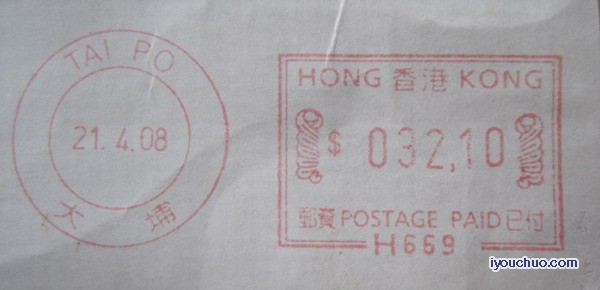 TAI PO
21.4.08
大埔
HONG 香港 KONG
$ 032,10
郵資 POSTAGE PAID 已付
H669
iyouchuo.com